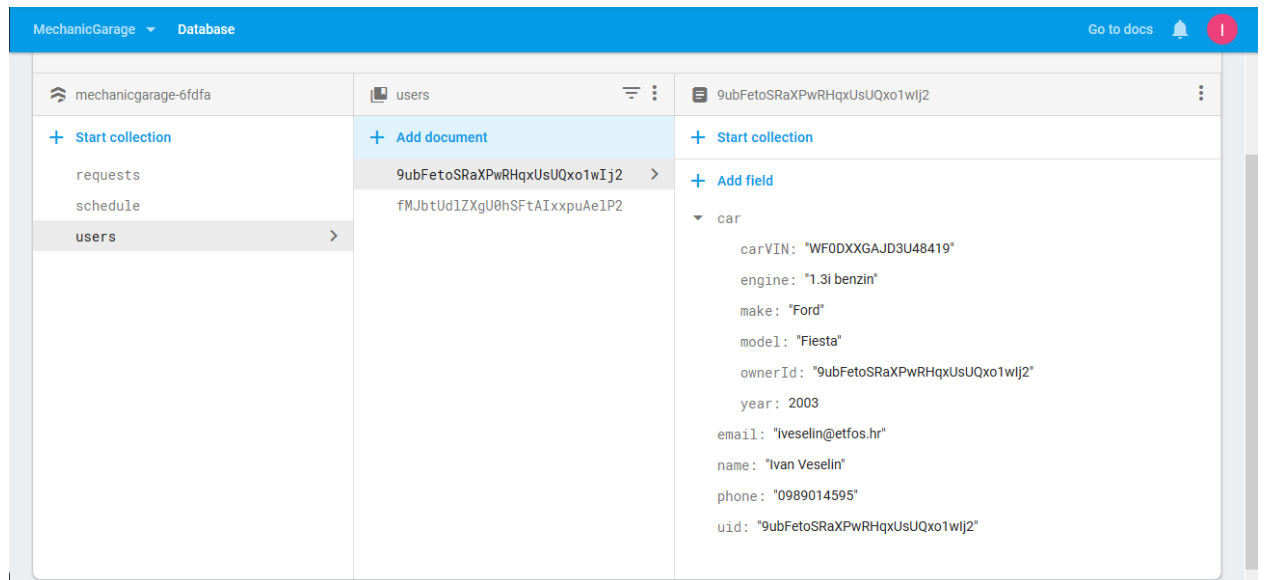 MechanicGarage Database Go to docs I
mechanicgarage-6fdfa
Start collection
requests
schedule
users
users
Add document
9ubFetoSRaXPwRHqxUsUQxo1wIj2
fMJbtUdlZXgU0hSFtAIxxpuAelP2
9ubFetoSRaXPwRHqxUsUQxo1wIj2
Start collection
Add field
car
carVIN: "WF0DXXGAJD3U48419"
engine: "1.3i benzin"
make: "Ford"
model: "Fiesta"
ownerId: "9ubFetoSRaXPwRHqxUsUQxo1wIj2"
year: 2003
email: "iveselin@etfos.hr"
name: "Ivan Veselin"
phone: "0989014595"
uid: "9ubFetoSRaXPwRHqxUsUQxo1wIj2"